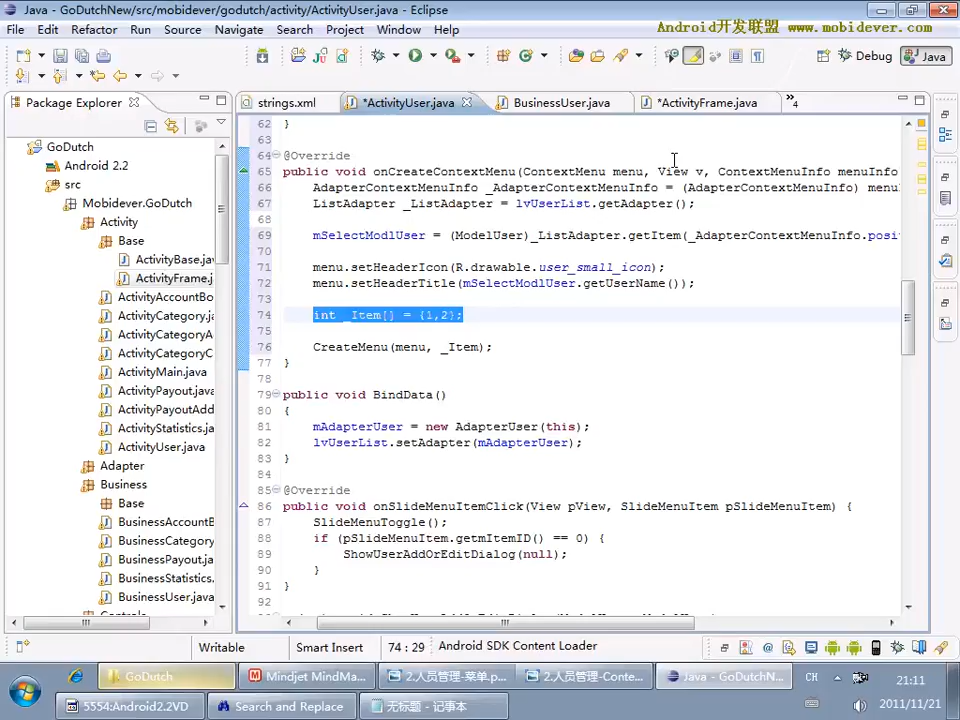 Java - GoDutchNew/src/mobidever/godutch/activity/ActivityUser.java - Eclipse
Android开发联盟 www.mobidever.com
File Edit Refactor Run Source Navigate Search Project Window Help
Debug Java
Package Explorer
strings.xml *ActivityUser.java BusinessUser.java *ActivityFrame.java »4
GoDutch
Android 2.2
src
Mobidever.GoDutch
Activity
Base
ActivityBase.jav
ActivityFrame.j
ActivityAccountBo
ActivityCategory.j
ActivityCategoryA
ActivityCategoryC
ActivityMain.java
ActivityPayout.java
ActivityPayoutAdd
ActivityStatistics.ja
ActivityUser.java
Adapter
Business
Base
BusinessAccountB
BusinessCategory
BusinessPayout.ja
BusinessStatistics.
BusinessUser.java
62 }
63
64 @Override
65 public void onCreateContextMenu(ContextMenu menu, View v, ContextMenuInfo menuInfo
66 AdapterContextMenuInfo _AdapterContextMenuInfo = (AdapterContextMenuInfo) menu
67 ListAdapter _ListAdapter = lvUserList.getAdapter();
68
69 mSelectModlUser = (ModelUser)_ListAdapter.getItem(_AdapterContextMenuInfo.posi
70
71 menu.setHeaderIcon(R.drawable.user_small_icon);
72 menu.setHeaderTitle(mSelectModlUser.getUserName());
73
74 int _Item[] = {1,2};
75
76 CreateMenu(menu, _Item);
77 }
78
79 public void BindData()
80 {
81 mAdapterUser = new AdapterUser(this);
82 lvUserList.setAdapter(mAdapterUser);
83 }
84
85 @Override
86 public void onSlideMenuItemClick(View pView, SlideMenuItem pSlideMenuItem) {
87 SlideMenuToggle();
88 if (pSlideMenuItem.getmItemID() == 0) {
89 ShowUserAddOrEditDialog(null);
90 }
91 }
92
Writable Smart Insert 74 : 29 Android SDK Content Loader
GoDutch Mindjet MindMa... 2.人员管理-菜单.p... 2.人员管理-Conte... Java - GoDutchN... CH 21:11
5554:Android2.2VD Search and Replace 无标题 - 记事本 2011/11/21